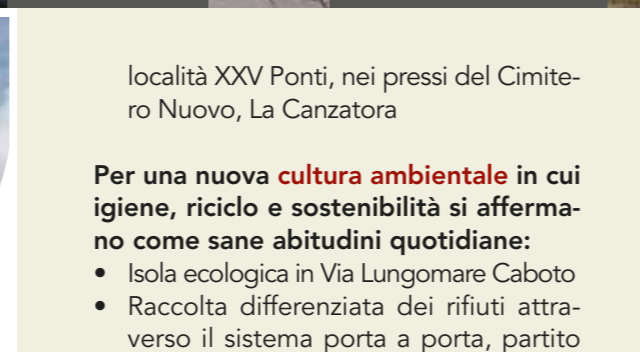 località XXV Ponti, nei pressi del Cimite-
ro Nuovo, La Canzatora
Per una nuova cultura ambientale in cui
igiene, riciclo e sostenibilità si afferma-
no come sane abitudini quotidiane:
• Isola ecologica in Via Lungomare Caboto
• Raccolta differenziata dei rifiuti attra-
verso il sistema porta a porta, partito